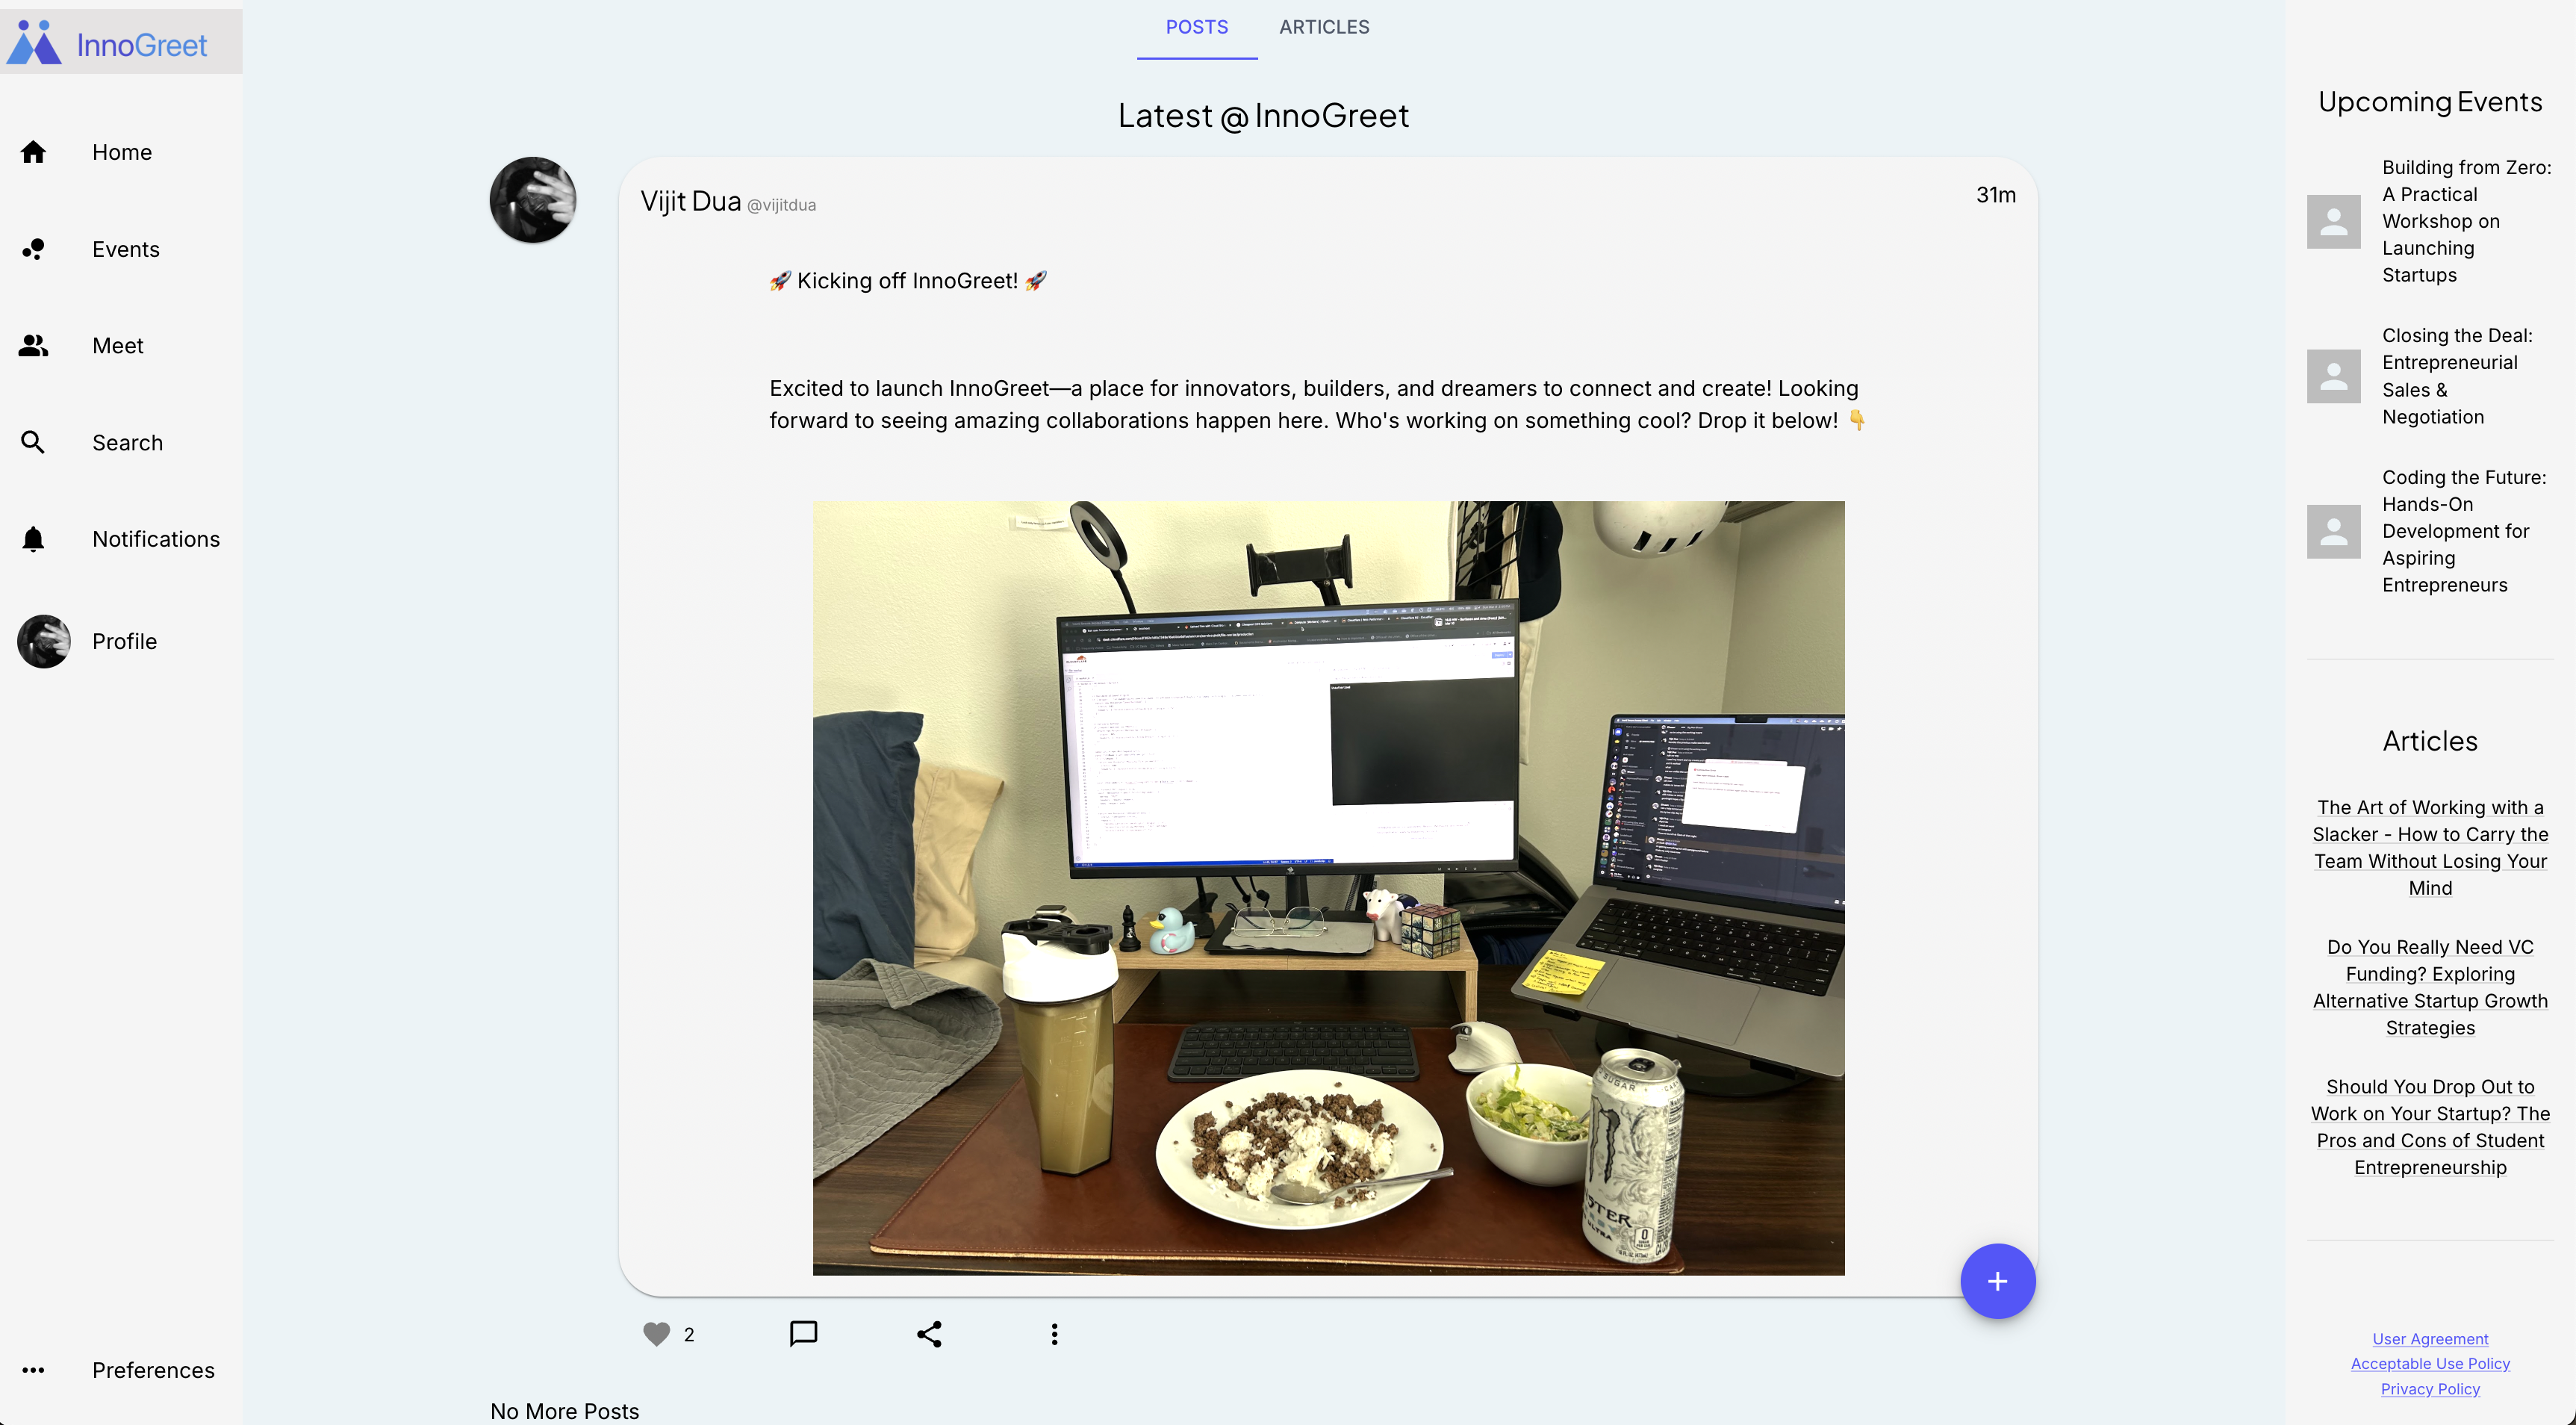 InnoGreet
Home
Events
Meet
Search
Notifications
Profile
Preferences
POSTS
ARTICLES
Latest @ InnoGreet
Vijit Dua @vijitdua
31m
🚀 Kicking off InnoGreet! 🚀
Excited to launch InnoGreet—a place for innovators, builders, and dreamers to connect and create! Looking
forward to seeing amazing collaborations happen here. Who's working on something cool? Drop it below! 👇
SUGAR
ULTRA
0
2
+
No More Posts
Upcoming Events
Building from Zero:
A Practical
Workshop on
Launching
Startups
Closing the Deal:
Entrepreneurial
Sales &
Negotiation
Coding the Future:
Hands-On
Development for
Aspiring
Entrepreneurs
Articles
The Art of Working with a
Slacker - How to Carry the
Team Without Losing Your
Mind
Do You Really Need VC
Funding? Exploring
Alternative Startup Growth
Strategies
Should You Drop Out to
Work on Your Startup? The
Pros and Cons of Student
Entrepreneurship
User Agreement
Acceptable Use Policy
Privacy Policy